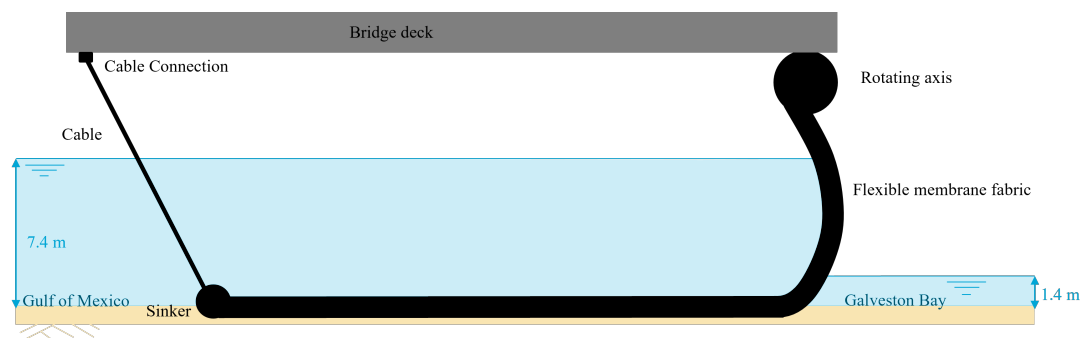 Bridge deck
Cable Connection
Rotating axis
Cable
Flexible membrane fabric
7.4 m
Gulf of Mexico
Sinker
Galveston Bay
1.4 m